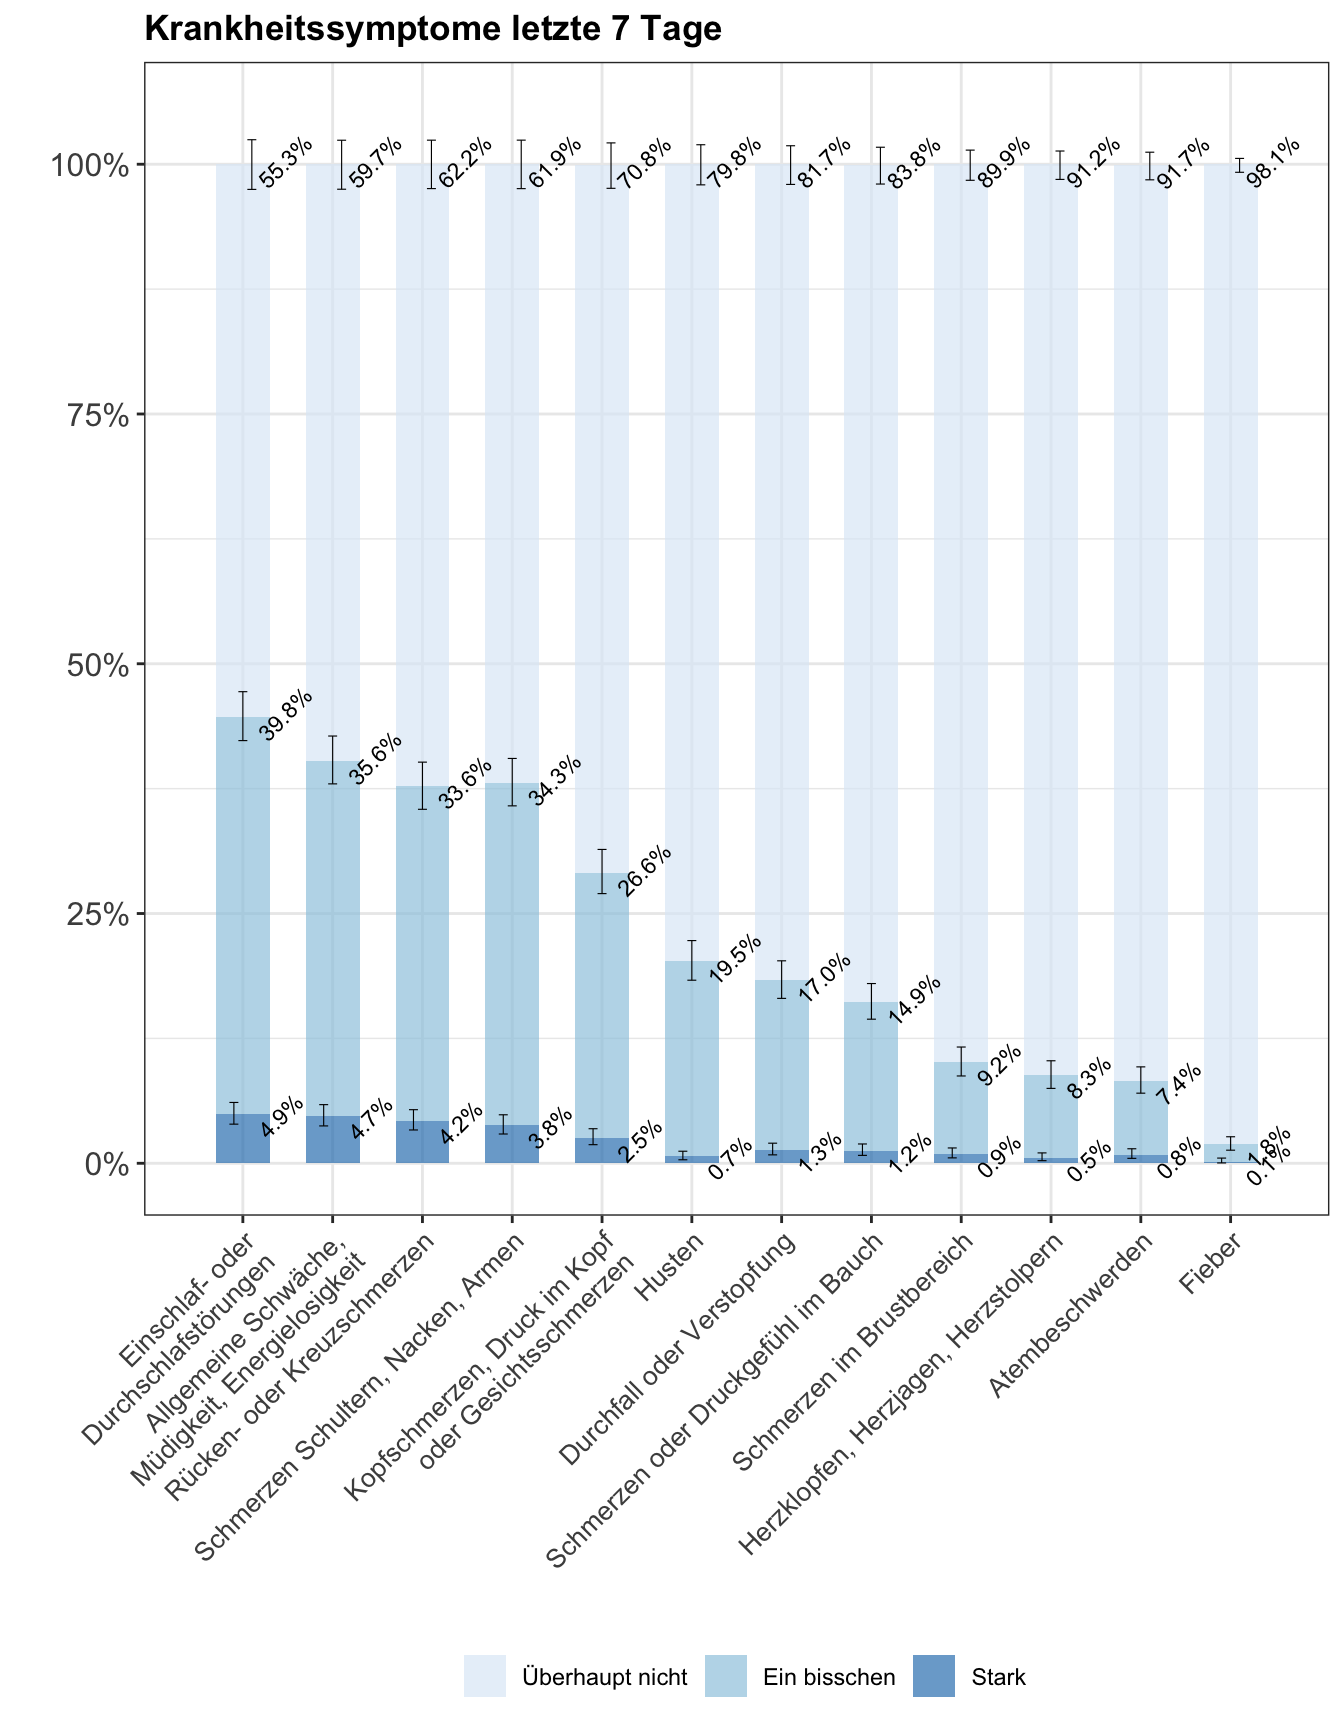 Krankheitssymptome letzte 7 Tage
100%
75%
50%
25%
0%
55.3%
59.7%
62.2%
61.9%
70.8%
79.8%
81.7%
83.8%
89.9%
91.2%
91.7%
98.1%
39.8%
35.6%
33.6%
34.3%
26.6%
19.5%
17.0%
14.9%
9.2%
8.3%
7.4%
1.8%
4.9%
4.7%
4.2%
3.8%
2.5%
0.7%
1.3%
1.2%
0.9%
0.5%
0.8%
0.1%
Einschlaf- oder
Durchschlafstörungen
Allgemeine Schwäche,
Müdigkeit, Energielosigkeit
Rücken- oder Kreuzschmerzen
Schmerzen Schultern, Nacken, Armen
Kopfschmerzen, Druck im Kopf
oder Gesichtsschmerzen
Husten
Durchfall oder Verstopfung
Schmerzen oder Druckgefühl im Bauch
Schmerzen im Brustbereich
Herzklopfen, Herzjagen, Herzstolpern
Atembeschwerden
Fieber
Überhaupt nicht
Ein bisschen
Stark